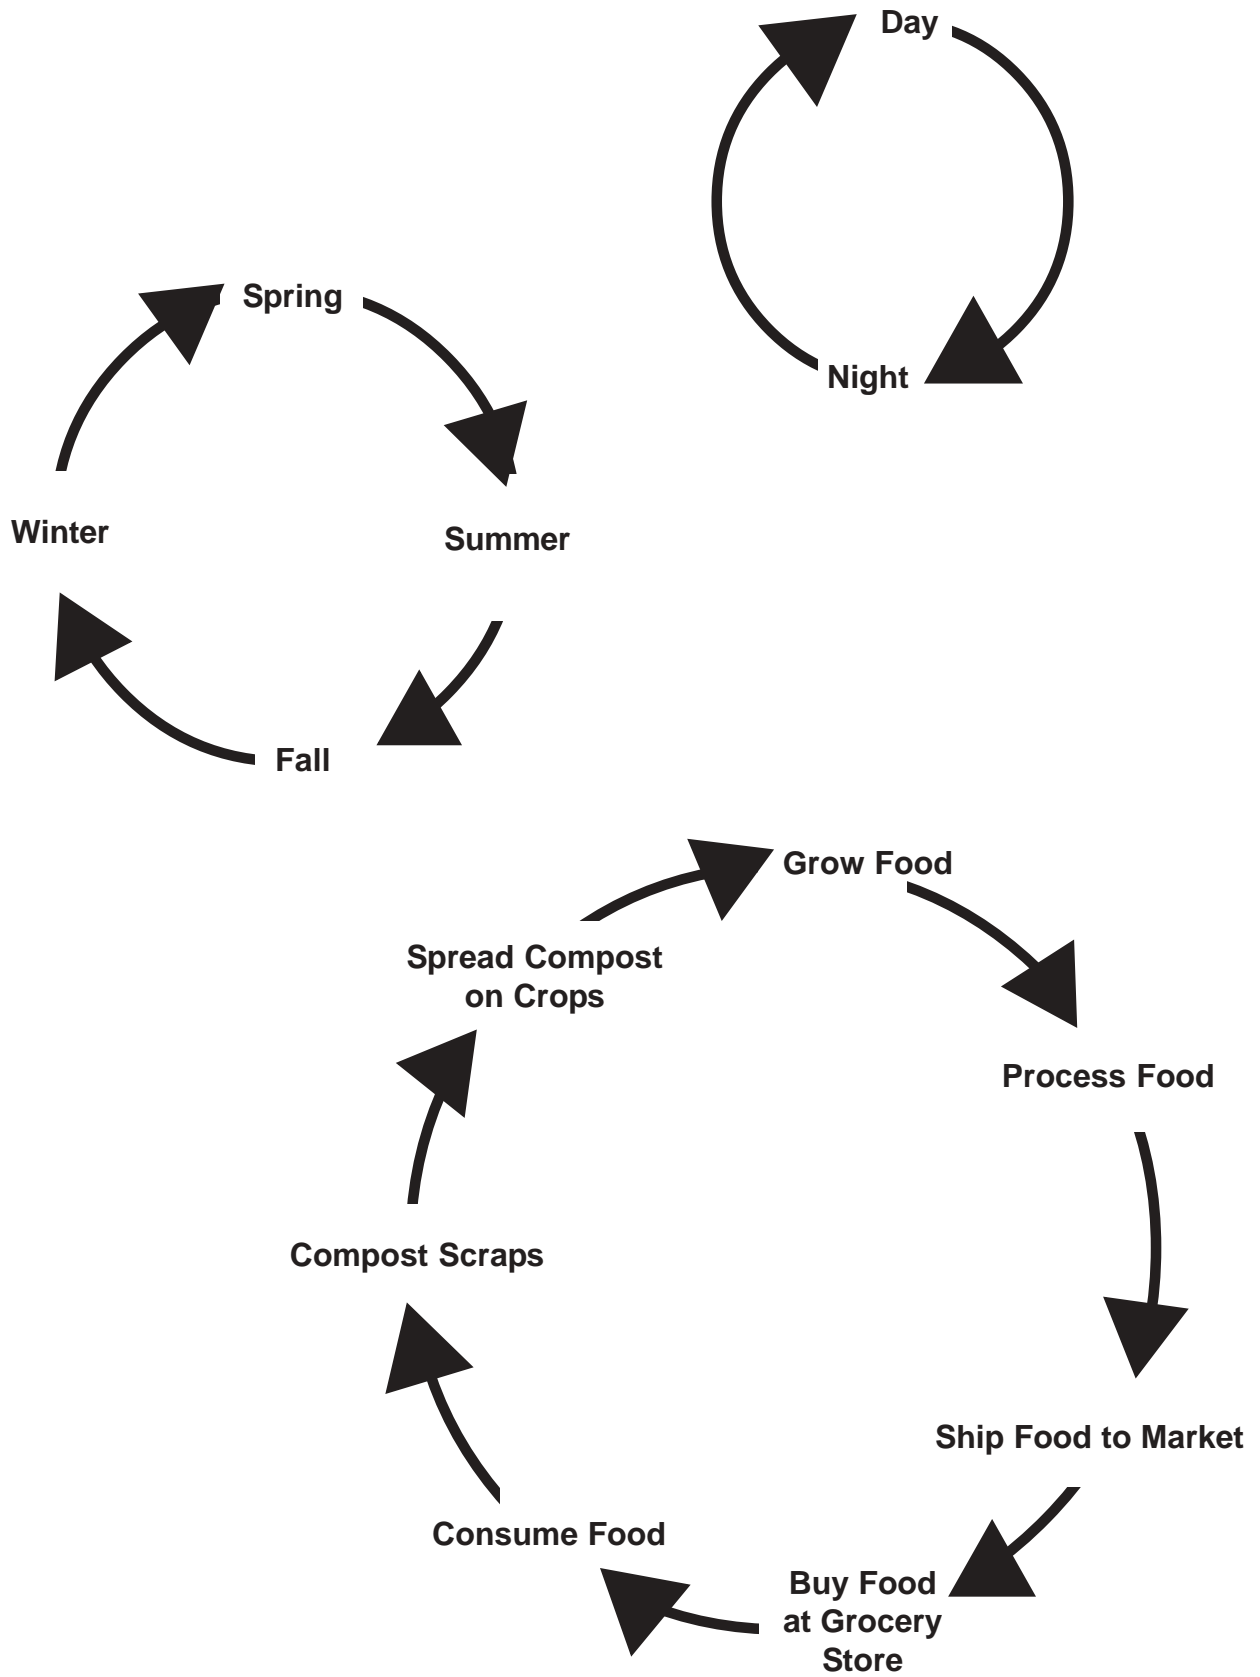 Day
Night
Spring
Summer
Fall
Winter
Grow Food
Process Food
Ship Food to Market
Buy Food
at Grocery
Store
Consume Food
Compost Scraps
Spread Compost
on Crops